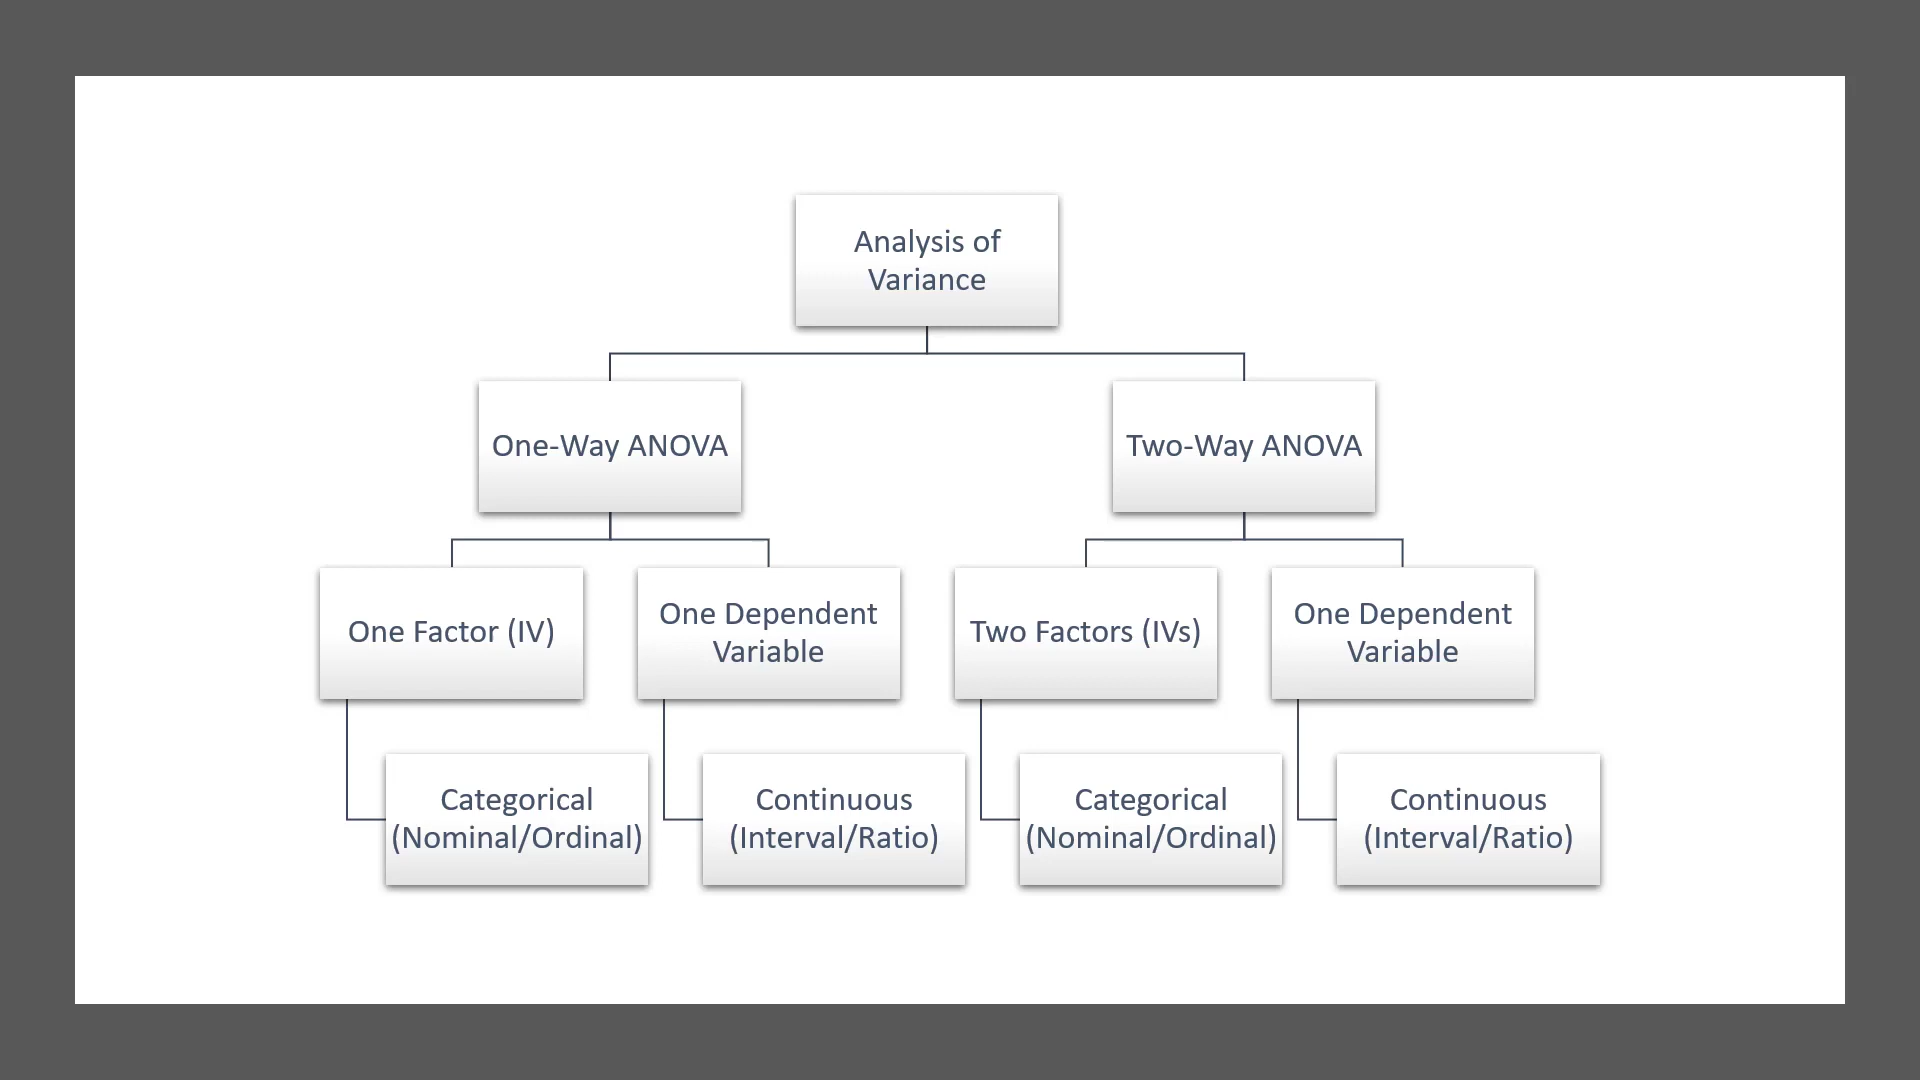 Analysis of
Variance
One-Way ANOVA
Two-Way ANOVA
One Factor (IV)
One Dependent
Variable
Two Factors (IVs)
One Dependent
Variable
Categorical
(Nominal/Ordinal)
Continuous
(Interval/Ratio)
Categorical
(Nominal/Ordinal)
Continuous
(Interval/Ratio)